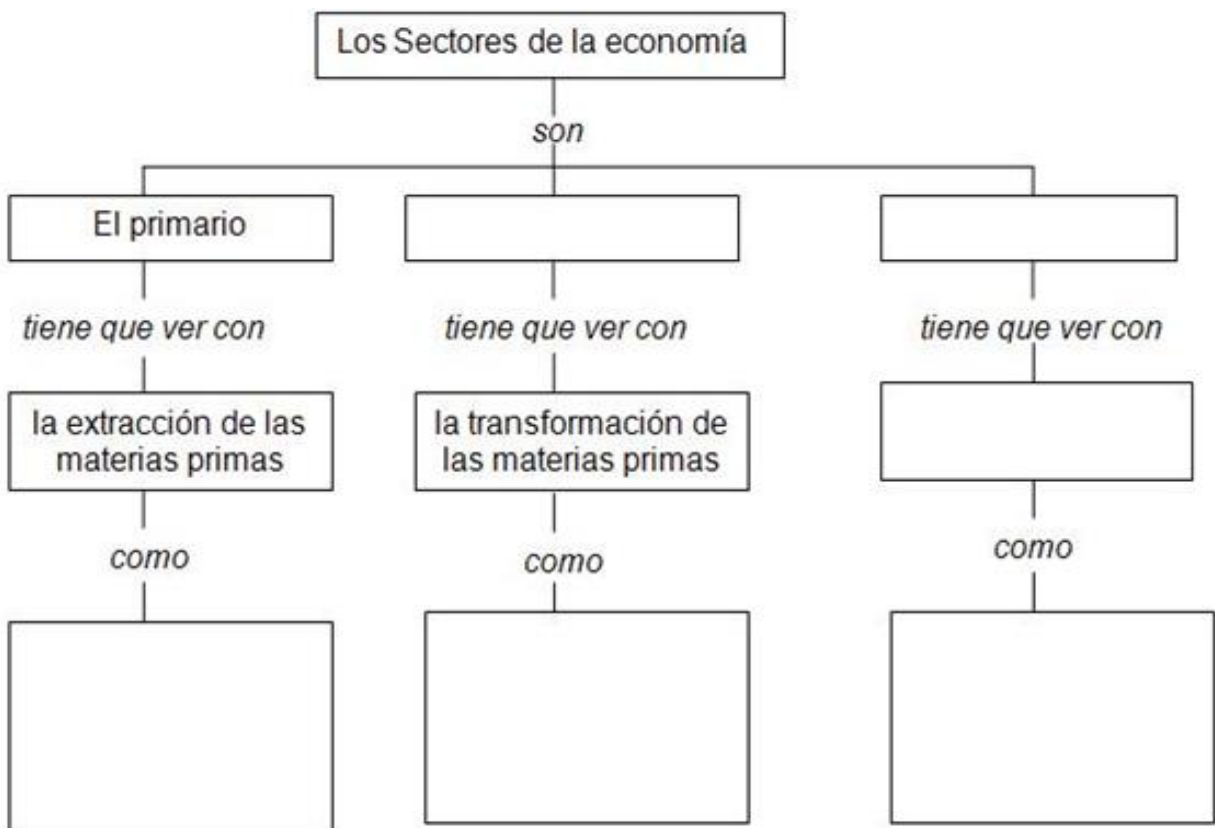 Los Sectores de la economía
son
El primario
tiene que ver con
tiene que ver con
tiene que ver con
la extracción de las
materias primas
la transformación de
las materias primas
como
como
como